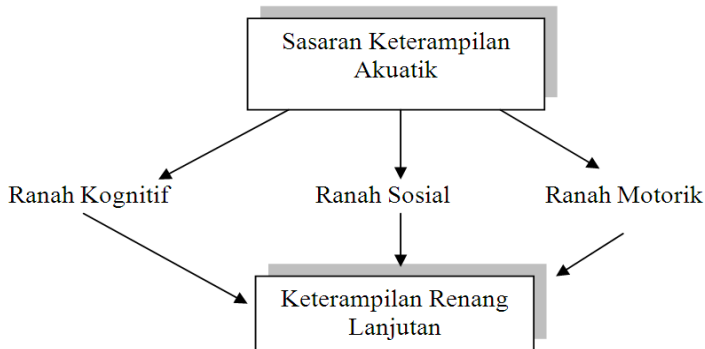 Sasaran Keterampilan
Akuatik
Ranah Kognitif
Ranah Sosial
Ranah Motorik
Keterampilan Renang
Lanjutan